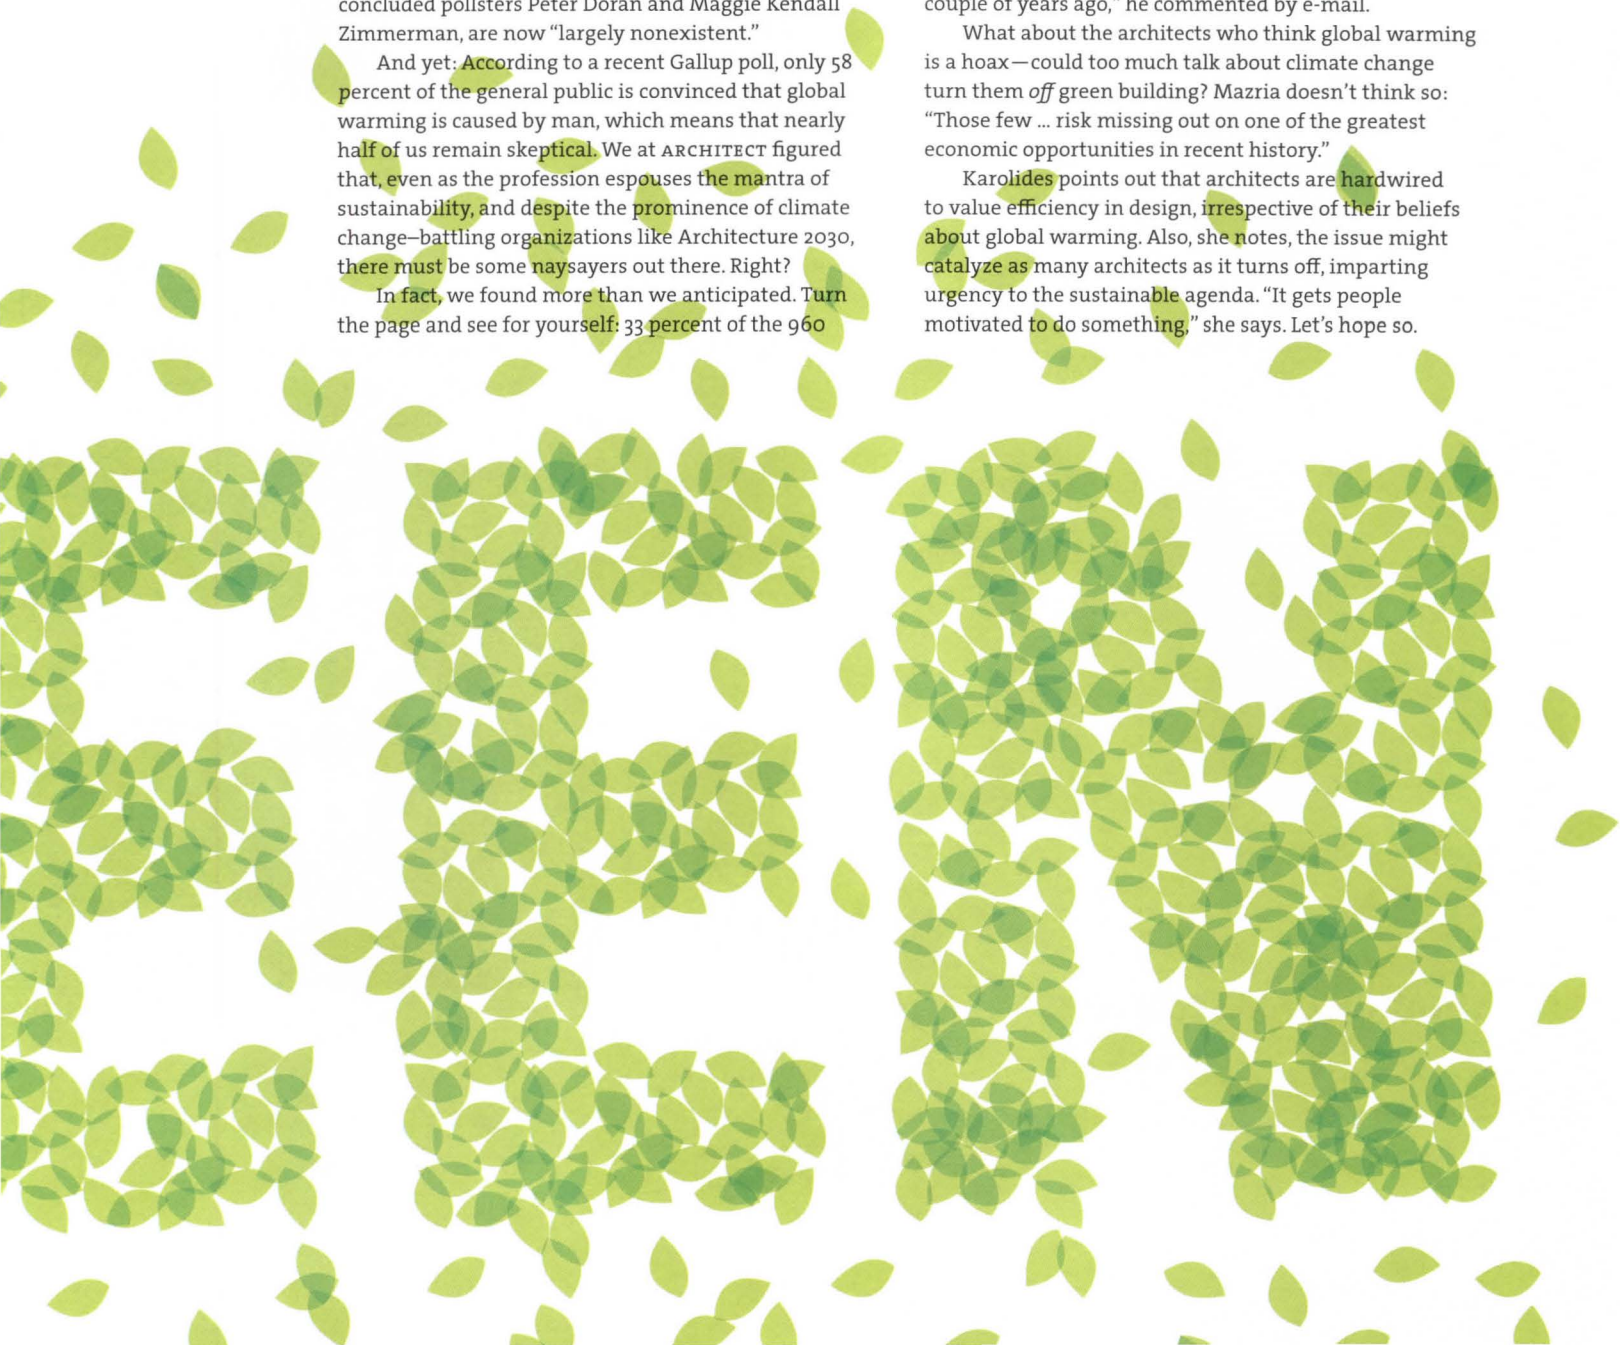 concluded pollsters Peter Doran and Maggie Kendall
Zimmerman, are now “largely nonexistent.”
And yet: According to a recent Gallup poll, only 58
percent of the general public is convinced that global
warming is caused by man, which means that nearly
half of us remain skeptical. We at ARCHITECT figured
that, even as the profession espouses the mantra of
sustainability, and despite the prominence of climate
change–battling organizations like Architecture 2030,
there must be some naysayers out there. Right?
In fact, we found more than we anticipated. Turn
the page and see for yourself: 33 percent of the 960
couple of years ago,” he commented by e-mail.
What about the architects who think global warming
is a hoax—could too much talk about climate change
turn them off green building? Mazria doesn’t think so:
“Those few ... risk missing out on one of the greatest
economic opportunities in recent history.”
Karolides points out that architects are hardwired
to value efficiency in design, irrespective of their beliefs
about global warming. Also, she notes, the issue might
catalyze as many architects as it turns off, imparting
urgency to the sustainable agenda. “It gets people
motivated to do something,” she says. Let’s hope so.
EEN